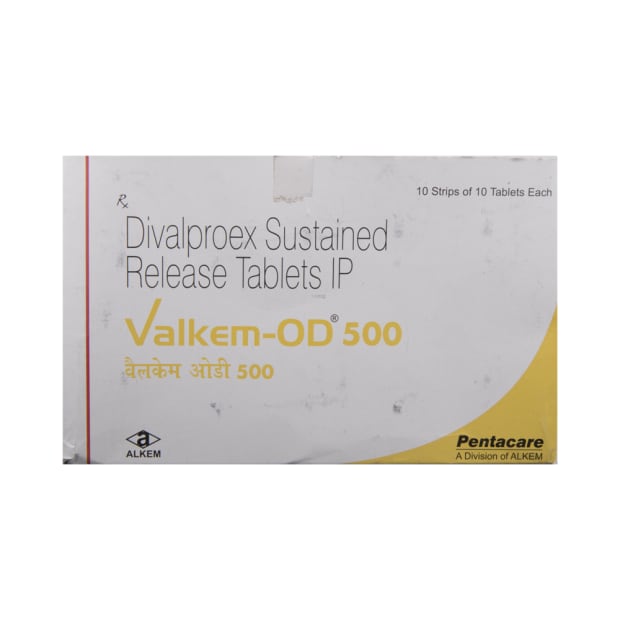 Rx
10 Strips of 10 Tablets Each
Divalproex Sustained
Release Tablets IP
Valkem-OD® 500
वैलकेम ओडी 500
a
ALKEM
Pentacare
A Division of ALKEM